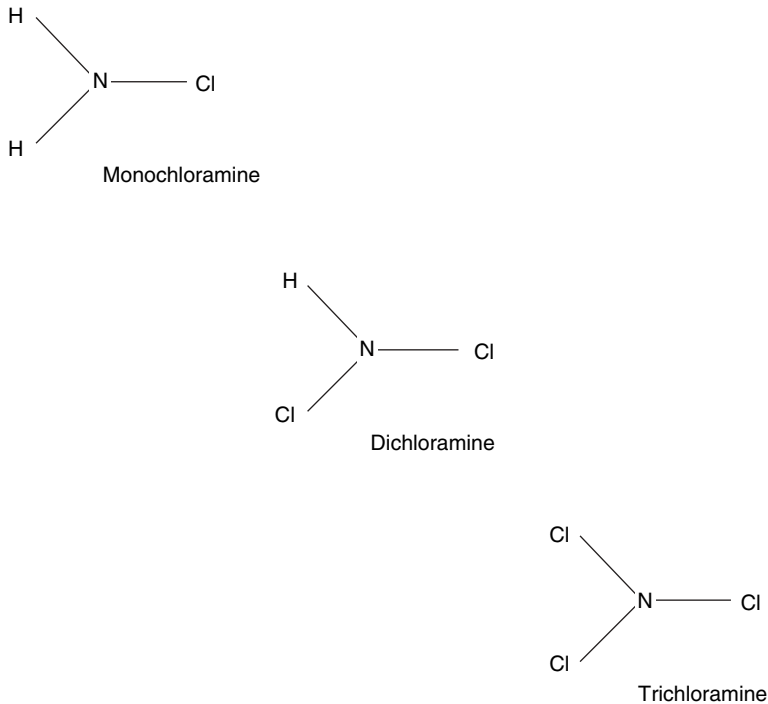 H
N Cl
H
Monochloramine
H
N Cl
Cl
Dichloramine
Cl
N Cl
Cl
Trichloramine